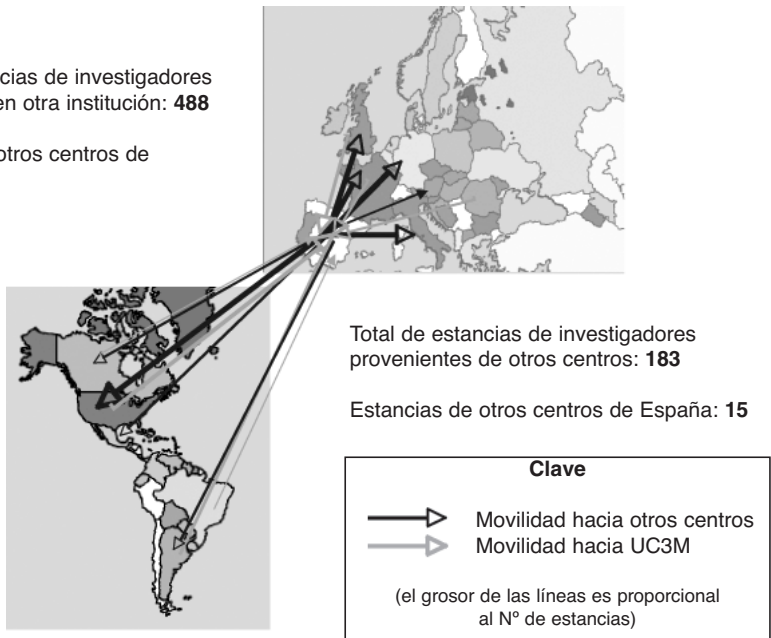 cias de investigadores
en otra institución: 488
otros centros de
Total de estancias de investigadores
provenientes de otros centros: 183
Estancias de otros centros de España: 15
Clave
Movilidad hacia otros centros
Movilidad hacia UC3M
(el grosor de las líneas es proporcional
al Nº de estancias)